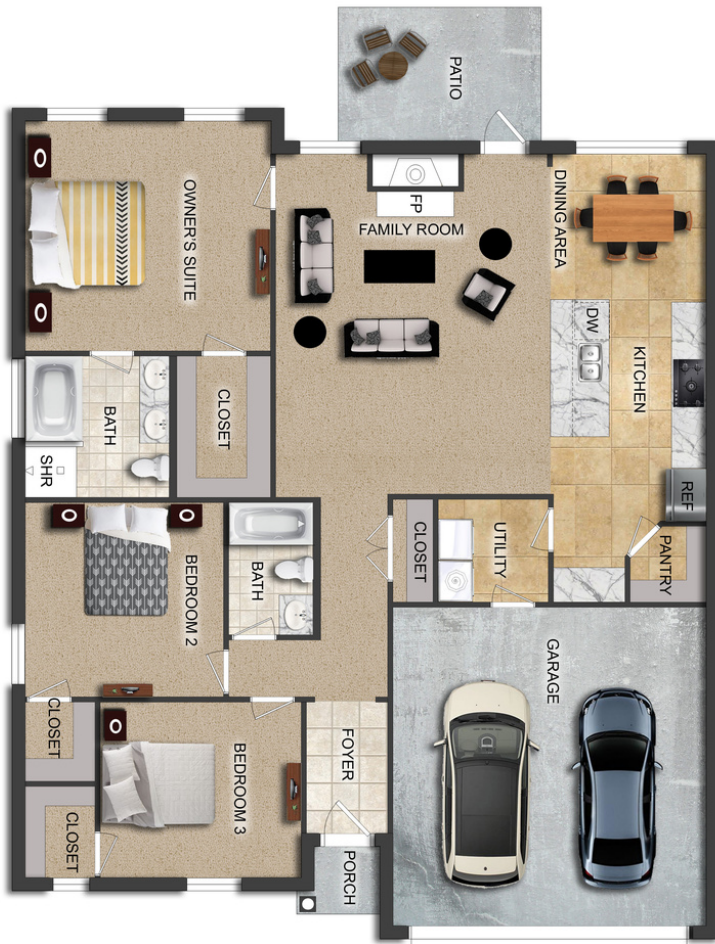 PATIO
OWNER'S SUITE
FP
FAMILY ROOM
DINING AREA
DW
KITCHEN
CLOSET
BATH
SHR
REF
BEDROOM 2
BATH
CLOSET
UTILITY
PANTRY
GARAGE
CLOSET
FOYER
BEDROOM 3
CLOSET
PORCH